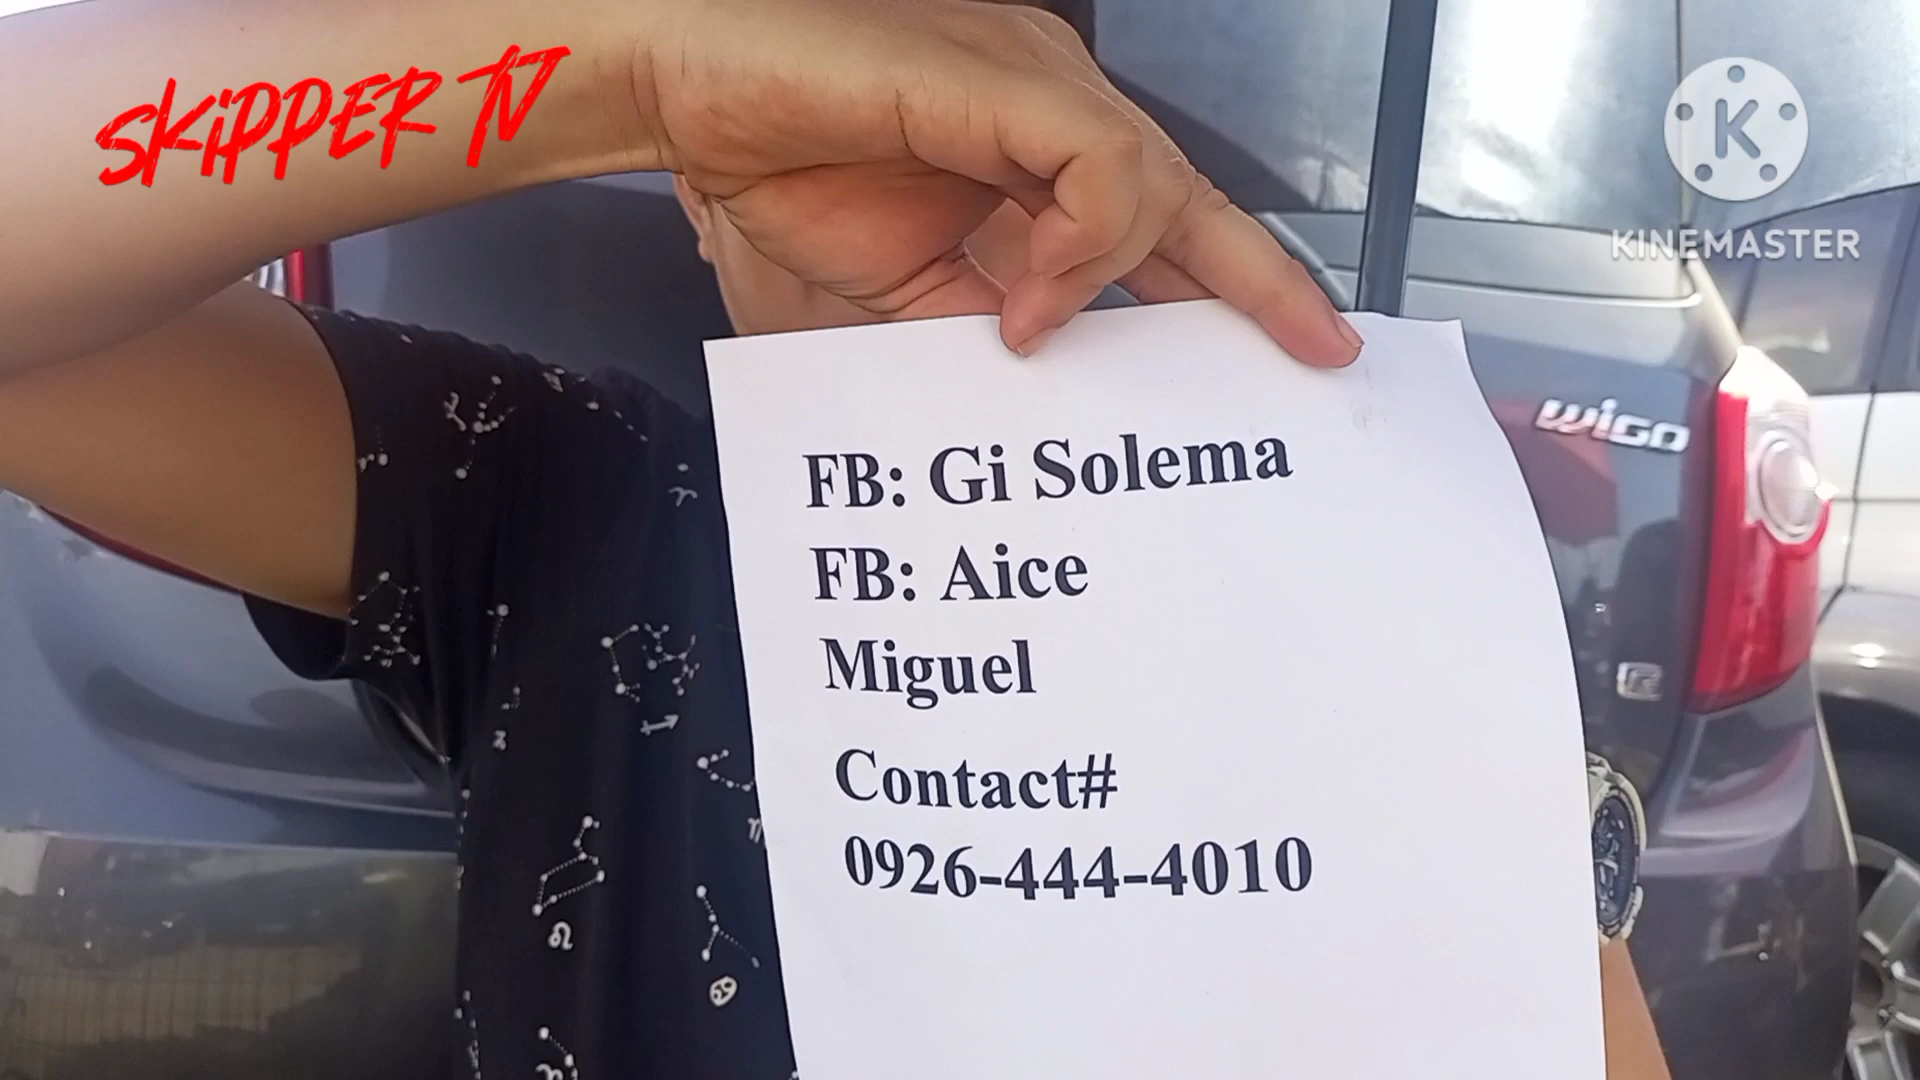 SKIPPER TV
K
KINEMASTER
WIGO
FB: Gi Solema
FB: Aice
Miguel
Contact#
0926-444-4010